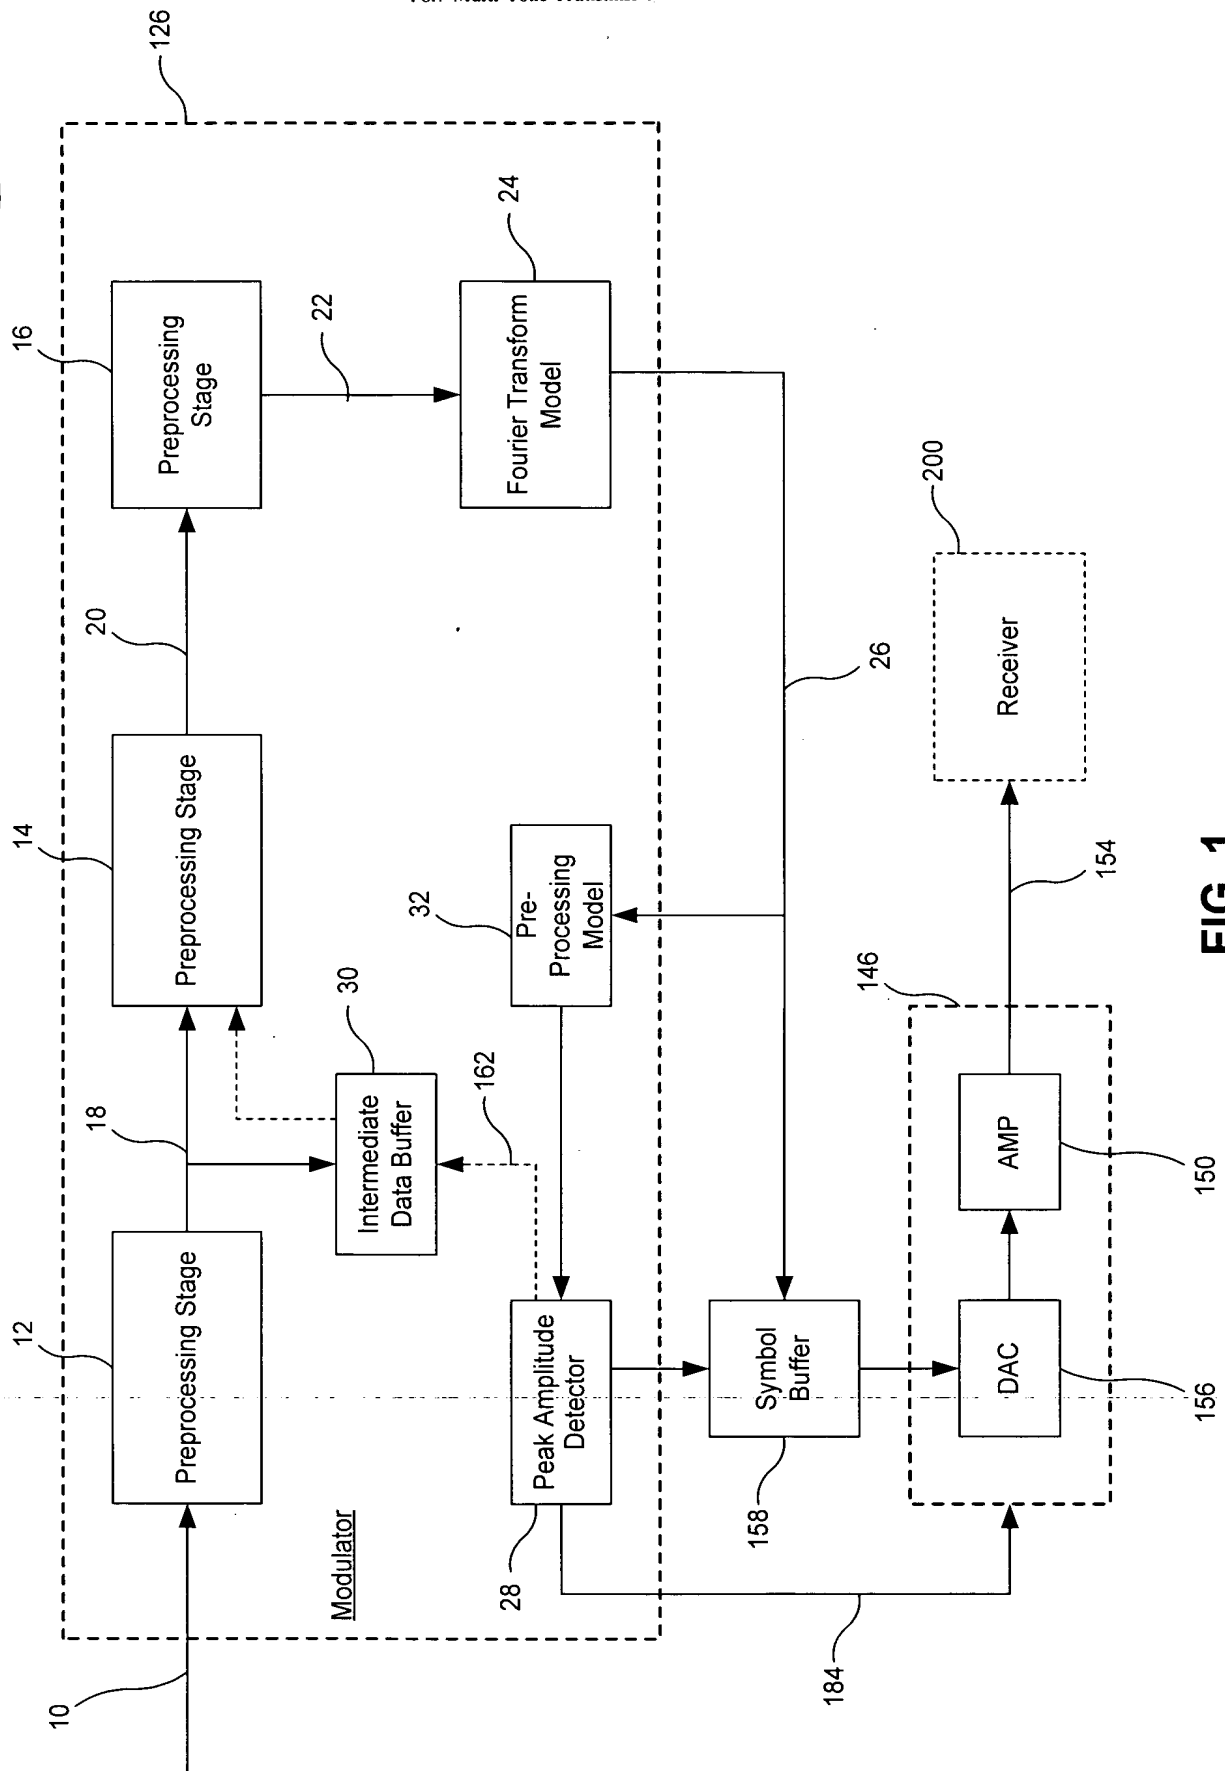 126
16
Preprocessing
Stage
22
24
Fourier Transform
Model
20
14
Preprocessing Stage
18
30
Intermediate
Data Buffer
162
32
Pre-
Processing
Model
12
Preprocessing Stage
10
Modulator
28
Peak Amplitude
Detector
26
158
Symbol
Buffer
184
146
DAC
156
AMP
150
154
200
Receiver
FIG. 1